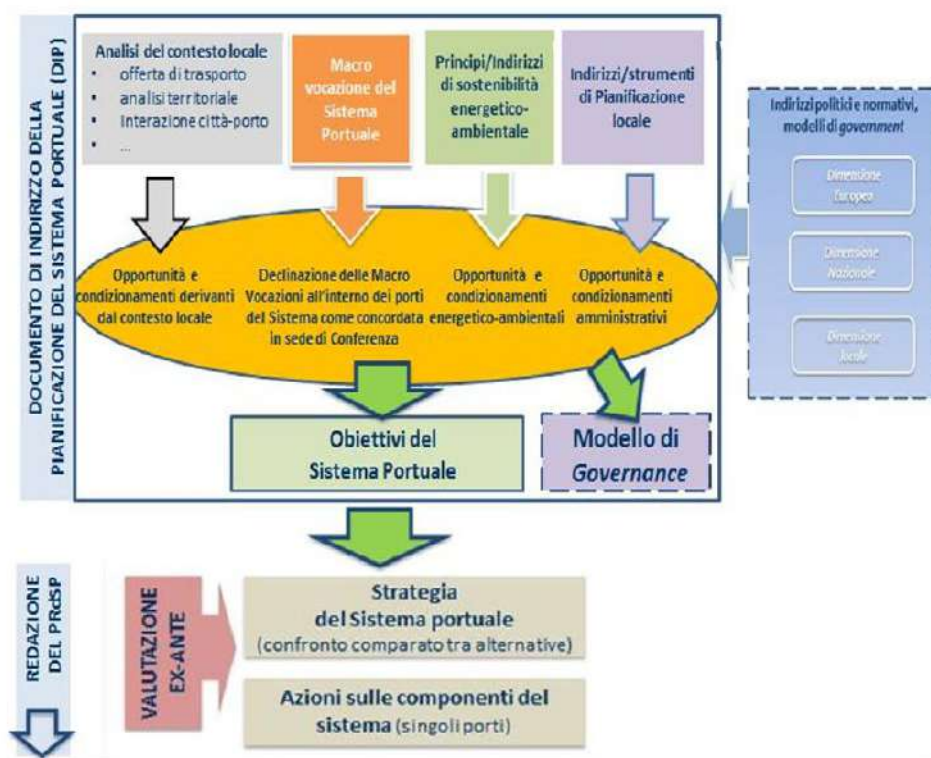 DOCUMENTO DI INDIRIZZO DELLA
PIANIFICAZIONE DEL SISTEMA PORTUALE (DIP)
Analisi del contesto locale
• offerta di trasporto
• analisi territoriale
• interazione città-porto
• ...
Macro
vocazione del
Sistema
Portuale
Principi/Indirizzi
di sostenibilità
energetico-
ambientale
Indirizzi/strumenti
di Pianificazione
locale
Indirizzi politici e normativi,
modelli di government
Dimensione
Europea
Dimensione
Nazionale
Dimensione
locale
Opportunità e
condizionamenti derivanti
dal contesto locale
Declinazione delle Macro
Vocazioni all'interno dei porti
del Sistema come concordata
in sede di Conferenza
Opportunità e
condizionamenti
energetico-ambientali
Opportunità e
condizionamenti
amministrativi
Obiettivi del
Sistema Portuale
Modello di
Governance
REDAZIONE
DEL PRdSP
VALUTAZIONE
EX-ANTE
Strategia
del Sistema portuale
(confronto comparato tra alternative)
Azioni sulle componenti del
sistema (singoli porti)